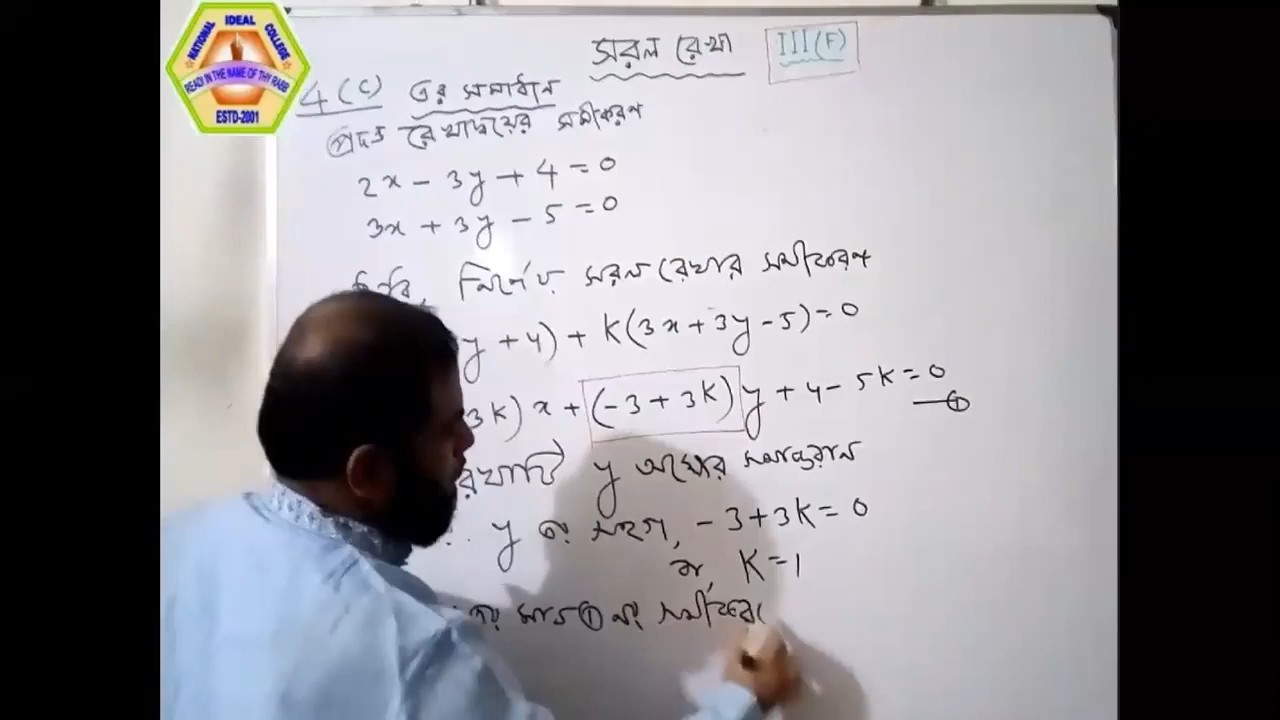 NATIONAL IDEAL COLLEGE
READ IN THE NAME OF THY RABB
ESTD-2001
সরল রেখা III(F)
4(c) এর সমাধান
প্রদত্ত রেখাদ্বয়ের সমীকরণ
2x - 3y + 4 = 0
3x + 3y - 5 = 0
নির্ণেয় সরলরেখার সমীকরণ
y + 4) + K(3x + 3y - 5) = 0
3K) x + (-3 + 3K) y + 4 - 5K = 0 — ①
রেখাটি y অক্ষের সমান্তরাল
∴ y এর সহগ, -3 + 3K = 0
বা, K = 1
এর মান ① নং